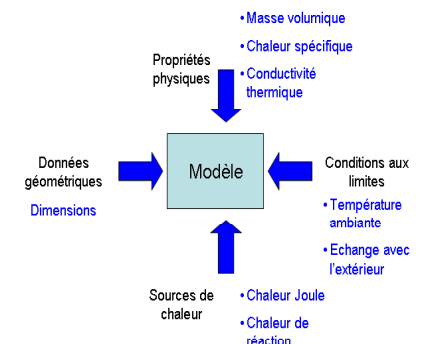 • Masse volumique
Propriétés
physiques
• Chaleur spécifique
• Conductivité
thermique
Données
géométriques
Dimensions
Modèle
Conditions aux
limites
• Température
ambiante
• Echange avec
l'extérieur
Sources de
chaleur
• Chaleur Joule
• Chaleur de
réaction